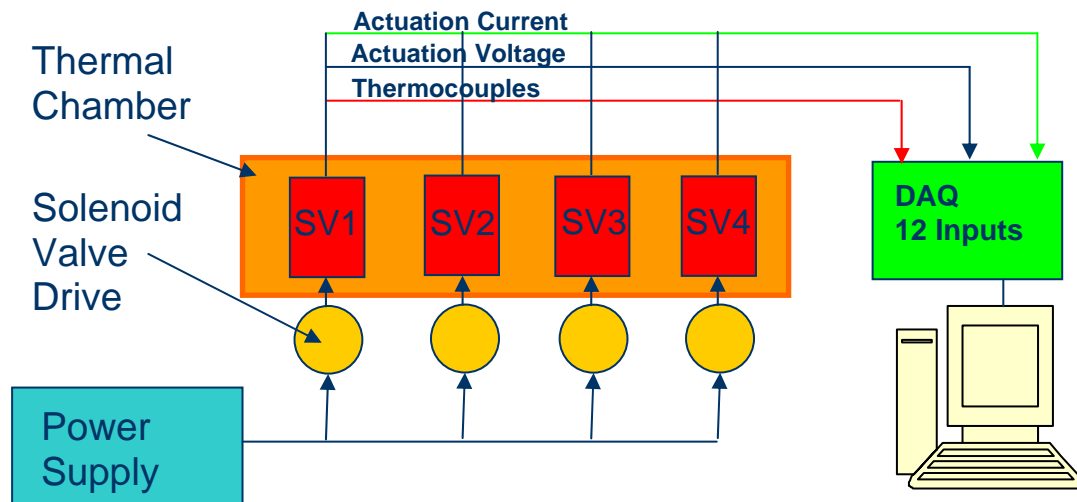 Actuation Current
Actuation Voltage
Thermocouples
Thermal
Chamber
Solenoid
Valve
Drive
SV1
SV2
SV3
SV4
DAQ
12 Inputs
Power
Supply